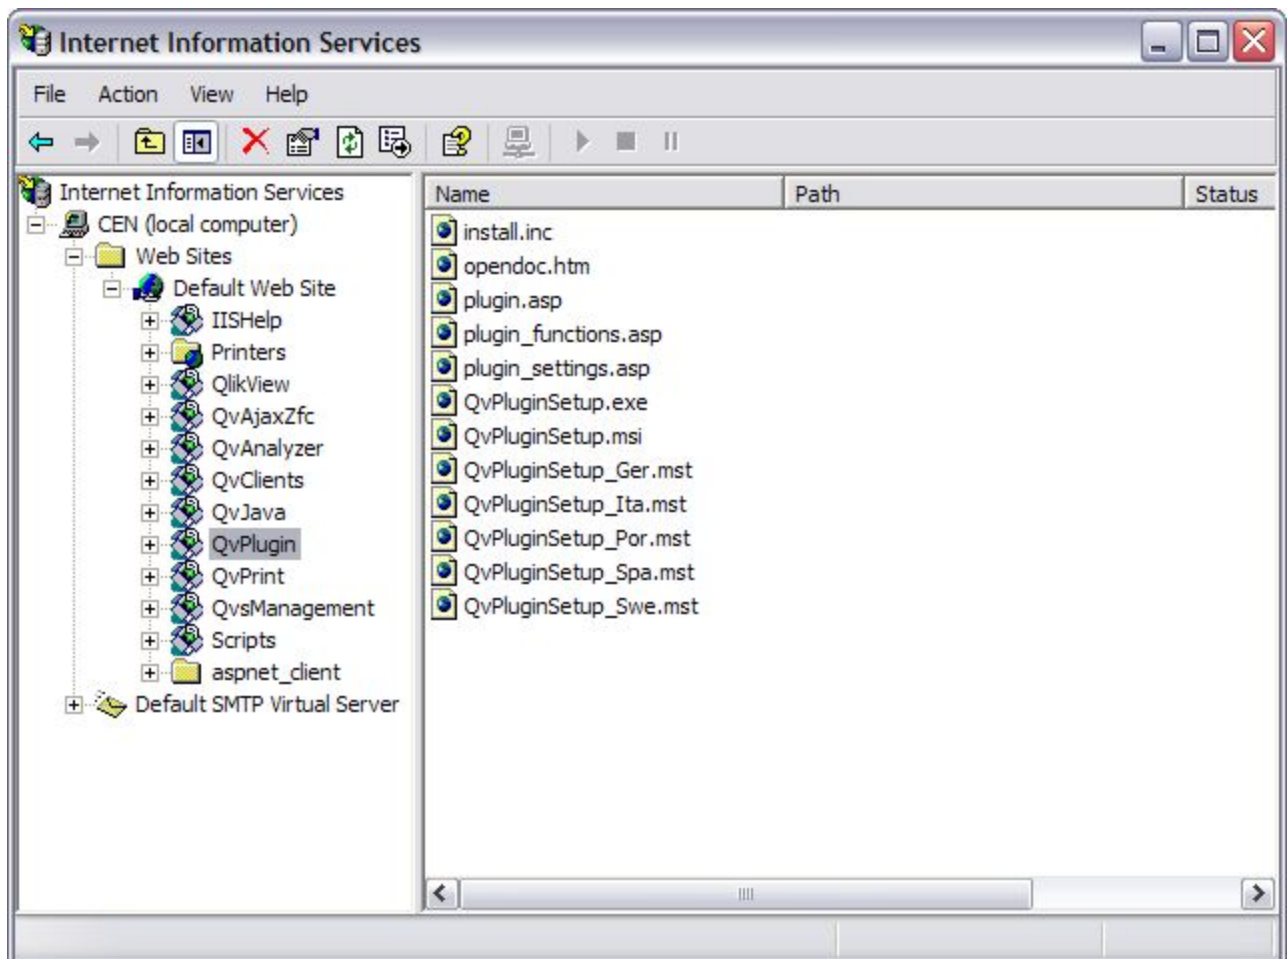 Internet Information Services
File Action View Help
Internet Information Services
CEN (local computer)
Web Sites
Default Web Site
IISHelp
Printers
QlikView
QvAjaxZfc
QvAnalyzer
QvClients
QvJava
QvPlugin
QvPrint
QvsManagement
Scripts
aspnet_client
Default SMTP Virtual Server
Name Path Status
install.inc
opendoc.htm
plugin.asp
plugin_functions.asp
plugin_settings.asp
QvPluginSetup.exe
QvPluginSetup.msi
QvPluginSetup_Ger.mst
QvPluginSetup_Ita.mst
QvPluginSetup_Por.mst
QvPluginSetup_Spa.mst
QvPluginSetup_Swe.mst